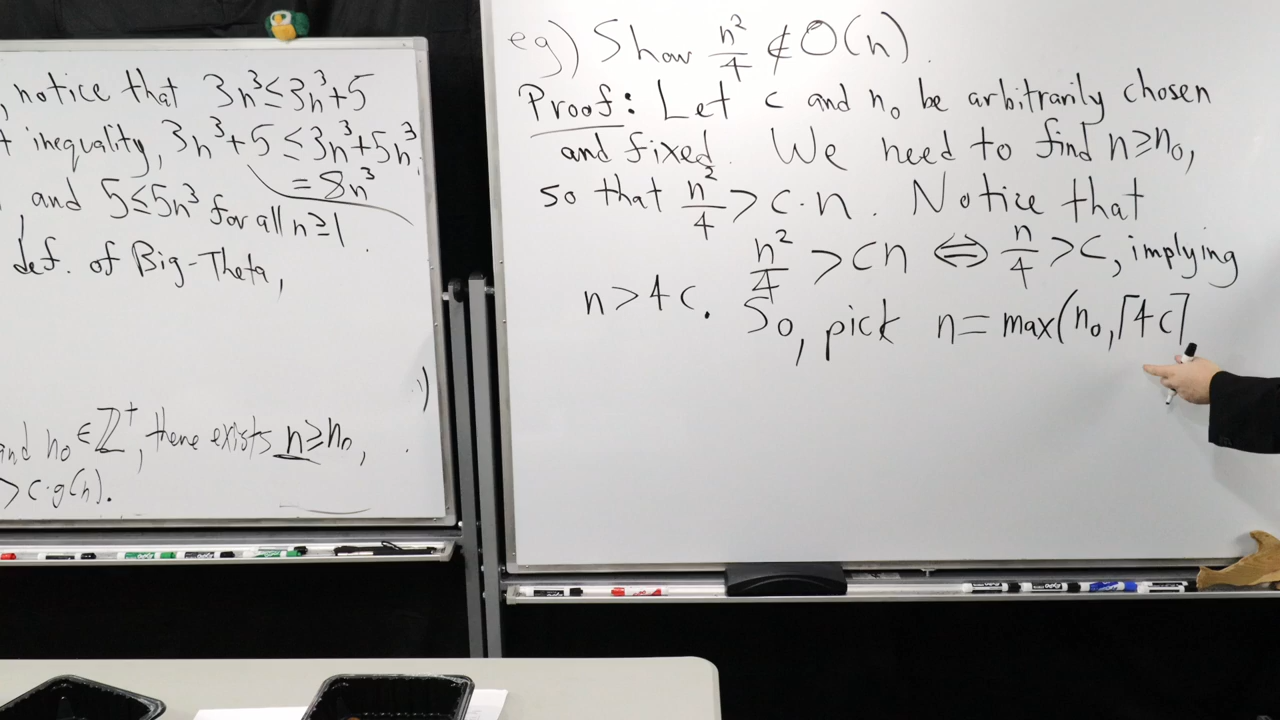 , notice that 3n³ ≤ 3n³+5
inequality, 3n³+5 ≤ 3n³+5n³
= 8n³
, and 5≤5n³ for all n≥1.
def. of Big-Theta,
and n₀ ∈ ℤ⁺, there exists n≥n₀,
> c·g(n).
eg) Show n²/4 ∉ O(n).
Proof: Let c and n₀ be arbitrarily chosen
and fixed. We need to find n≥n₀,
so that n²/4 > c·n. Notice that
n²/4 > cn ⇔ n/4 > c, implying
n > 4c. So, pick n = max(n₀, ⌈4c⌉